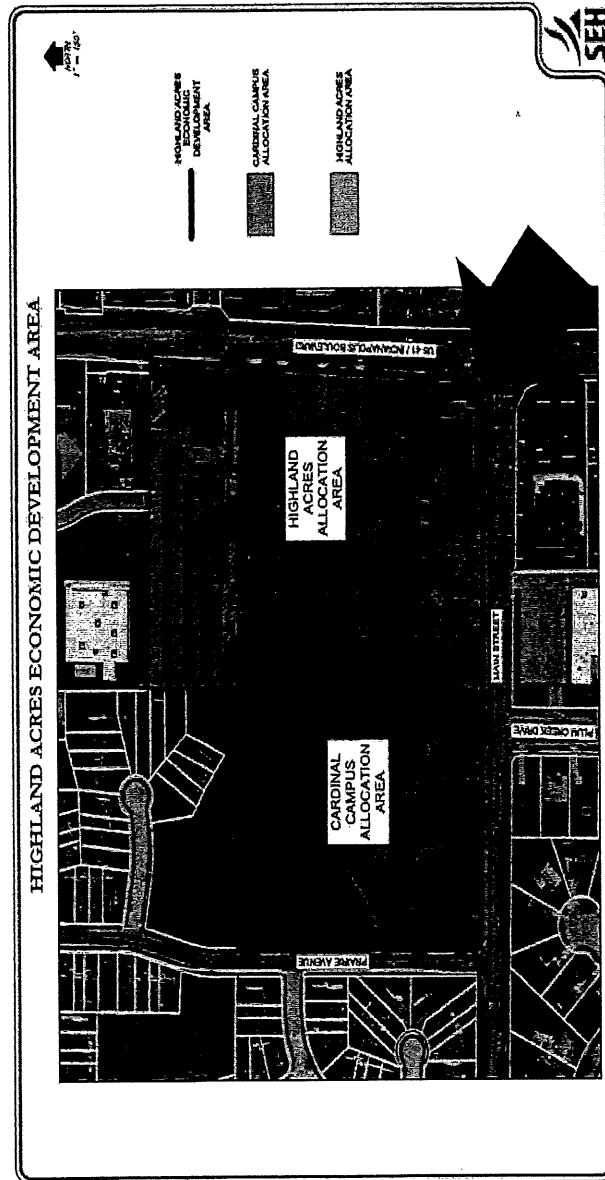 HIGHLAND ACRES ECONOMIC DEVELOPMENT AREA
NORTH
1" = 150'
HIGHLAND ACRES
ECONOMIC
DEVELOPMENT
AREA
CARDINAL CAMPUS
ALLOCATION AREA
HIGHLAND ACRES
ALLOCATION AREA
US 41 / INDIANAPOLIS BOULEVARD
HIGHLAND
ACRES
ALLOCATION
AREA
CARDINAL
CAMPUS
ALLOCATION
AREA
MAIN STREET
PLUM CREEK DRIVE
PRAIRIE AVENUE
SEH